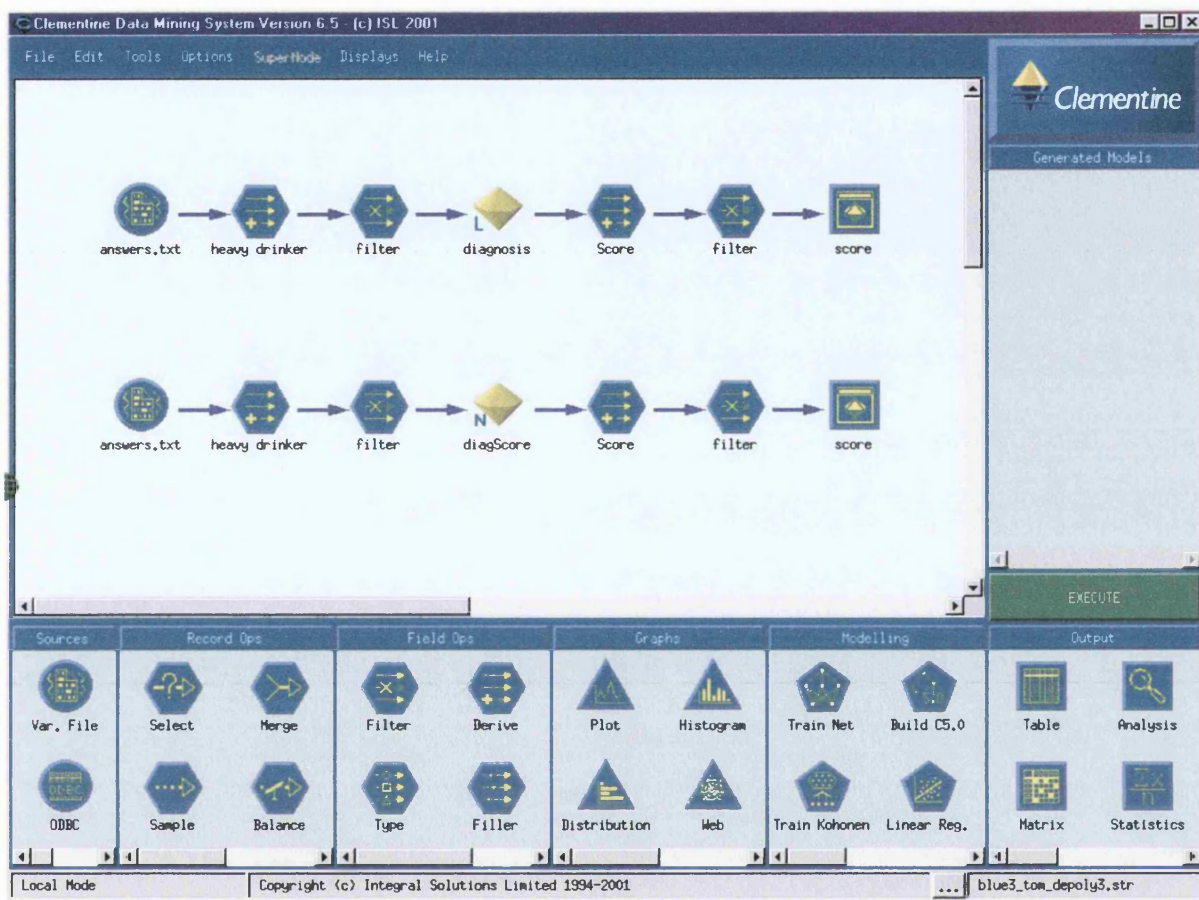 Clementine Data Mining System Version 6.5 - (c) ISL 2001
File Edit Tools Options SuperNode Displays Help
Clementine
Generated Models
answers.txt heavy drinker filter diagnosis Score filter score
L
answers.txt heavy drinker filter diagScore Score filter score
N
EXECUTE
Sources Record Ops Field Ops Graphs Modelling Output
Var. File Select Merge Filter Derive Plot Histogram Train Net Build C5.0 Table Analysis
ODBC
ODBC Sample Balance Type Filler Distribution Web Train Kohonen Linear Reg. Matrix Statistics
Local Mode Copyright (c) Integral Solutions Limited 1994-2001 ... blue3_tom_depoly3.str